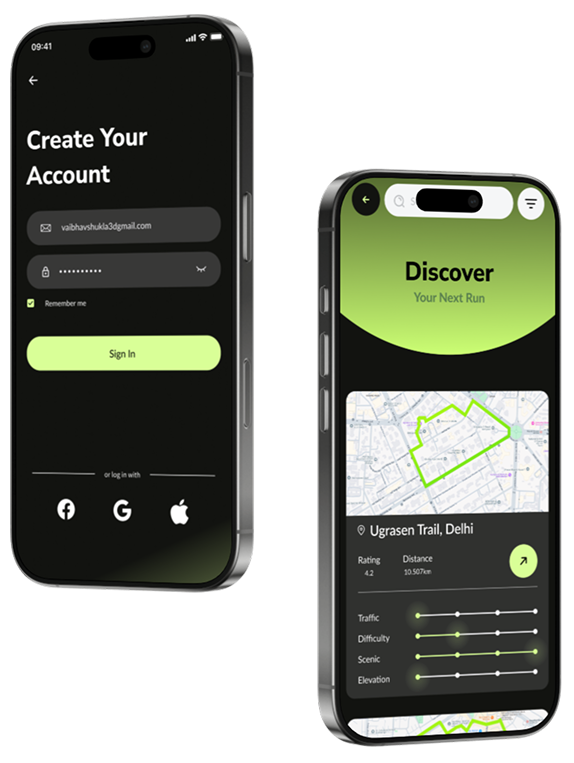 09:41
Create Your
Account
vaibhavshukla3dgmail.com
Remember me
Sign In
or log in with
Discover
Your Next Run
Ugrasen Trail, Delhi
Rating
Distance
4.2
10.507km
Traffic
Difficulty
Scenic
Elevation